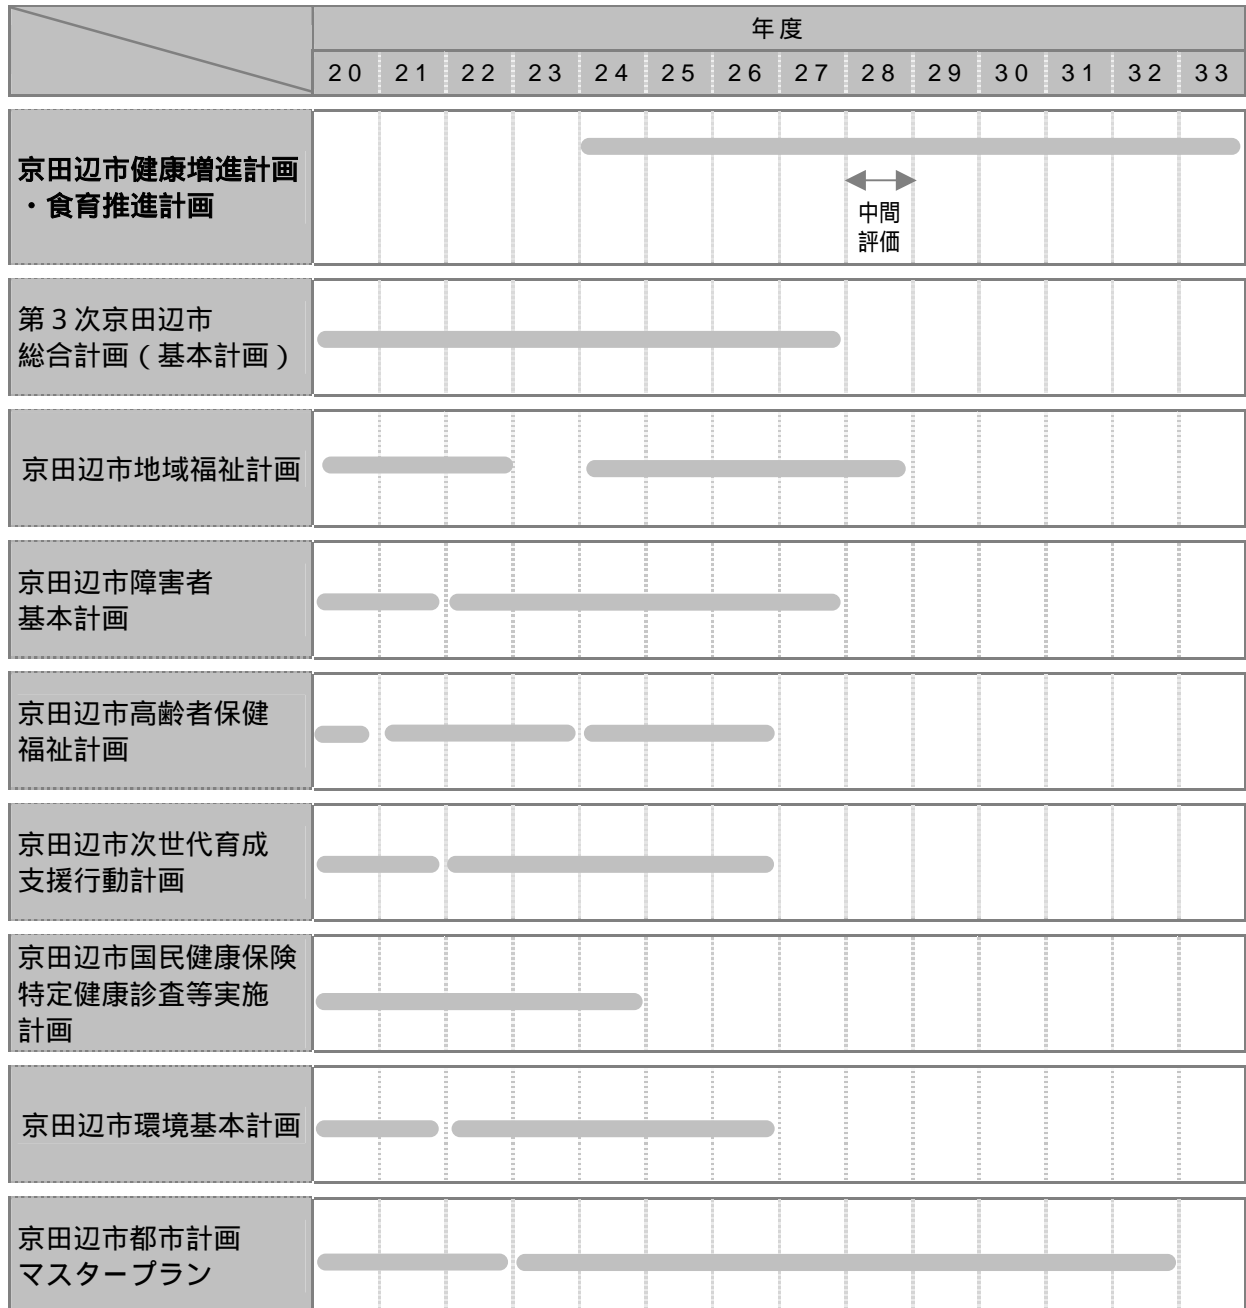 年度
20 21 22 23 24 25 26 27 28 29 30 31 32 33
京田辺市健康増進計画
・食育推進計画
中間
評価
第３次京田辺市
総合計画（基本計画）
京田辺市地域福祉計画
京田辺市障害者
基本計画
京田辺市高齢者保健
福祉計画
京田辺市次世代育成
支援行動計画
京田辺市国民健康保険
特定健康診査等実施
計画
京田辺市環境基本計画
京田辺市都市計画
マスタープラン